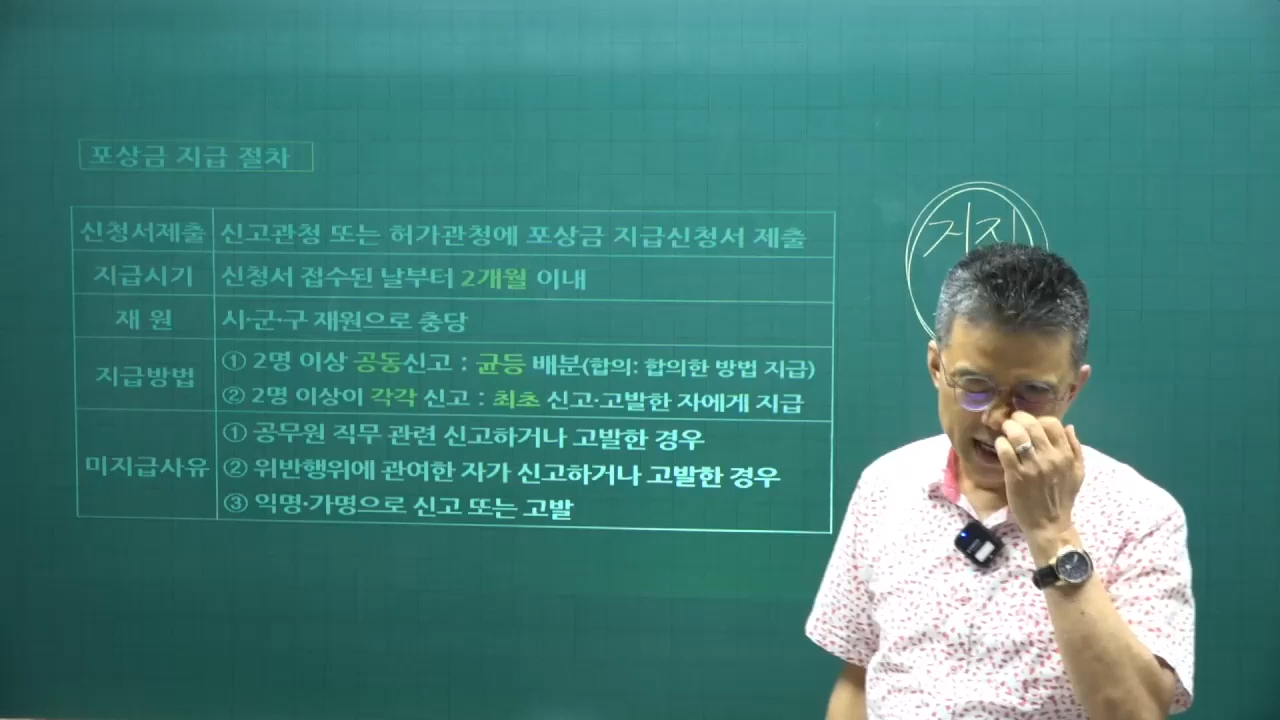 포상금 지급 절차
신청서제출 신고관청 또는 허가관청에 포상금 지급신청서 제출
지급시기 신청서 접수된 날부터 2개월 이내
재 원 시·군·구 재원으로 충당
지급방법 ① 2명 이상 공동신고 : 균등 배분(합의: 합의한 방법 지급)
② 2명 이상이 각각 신고 : 최초 신고·고발한 자에게 지급
미지급사유 ① 공무원 직무 관련 신고하거나 고발한 경우
② 위반행위에 관여한 자가 신고하거나 고발한 경우
③ 익명·가명으로 신고 또는 고발